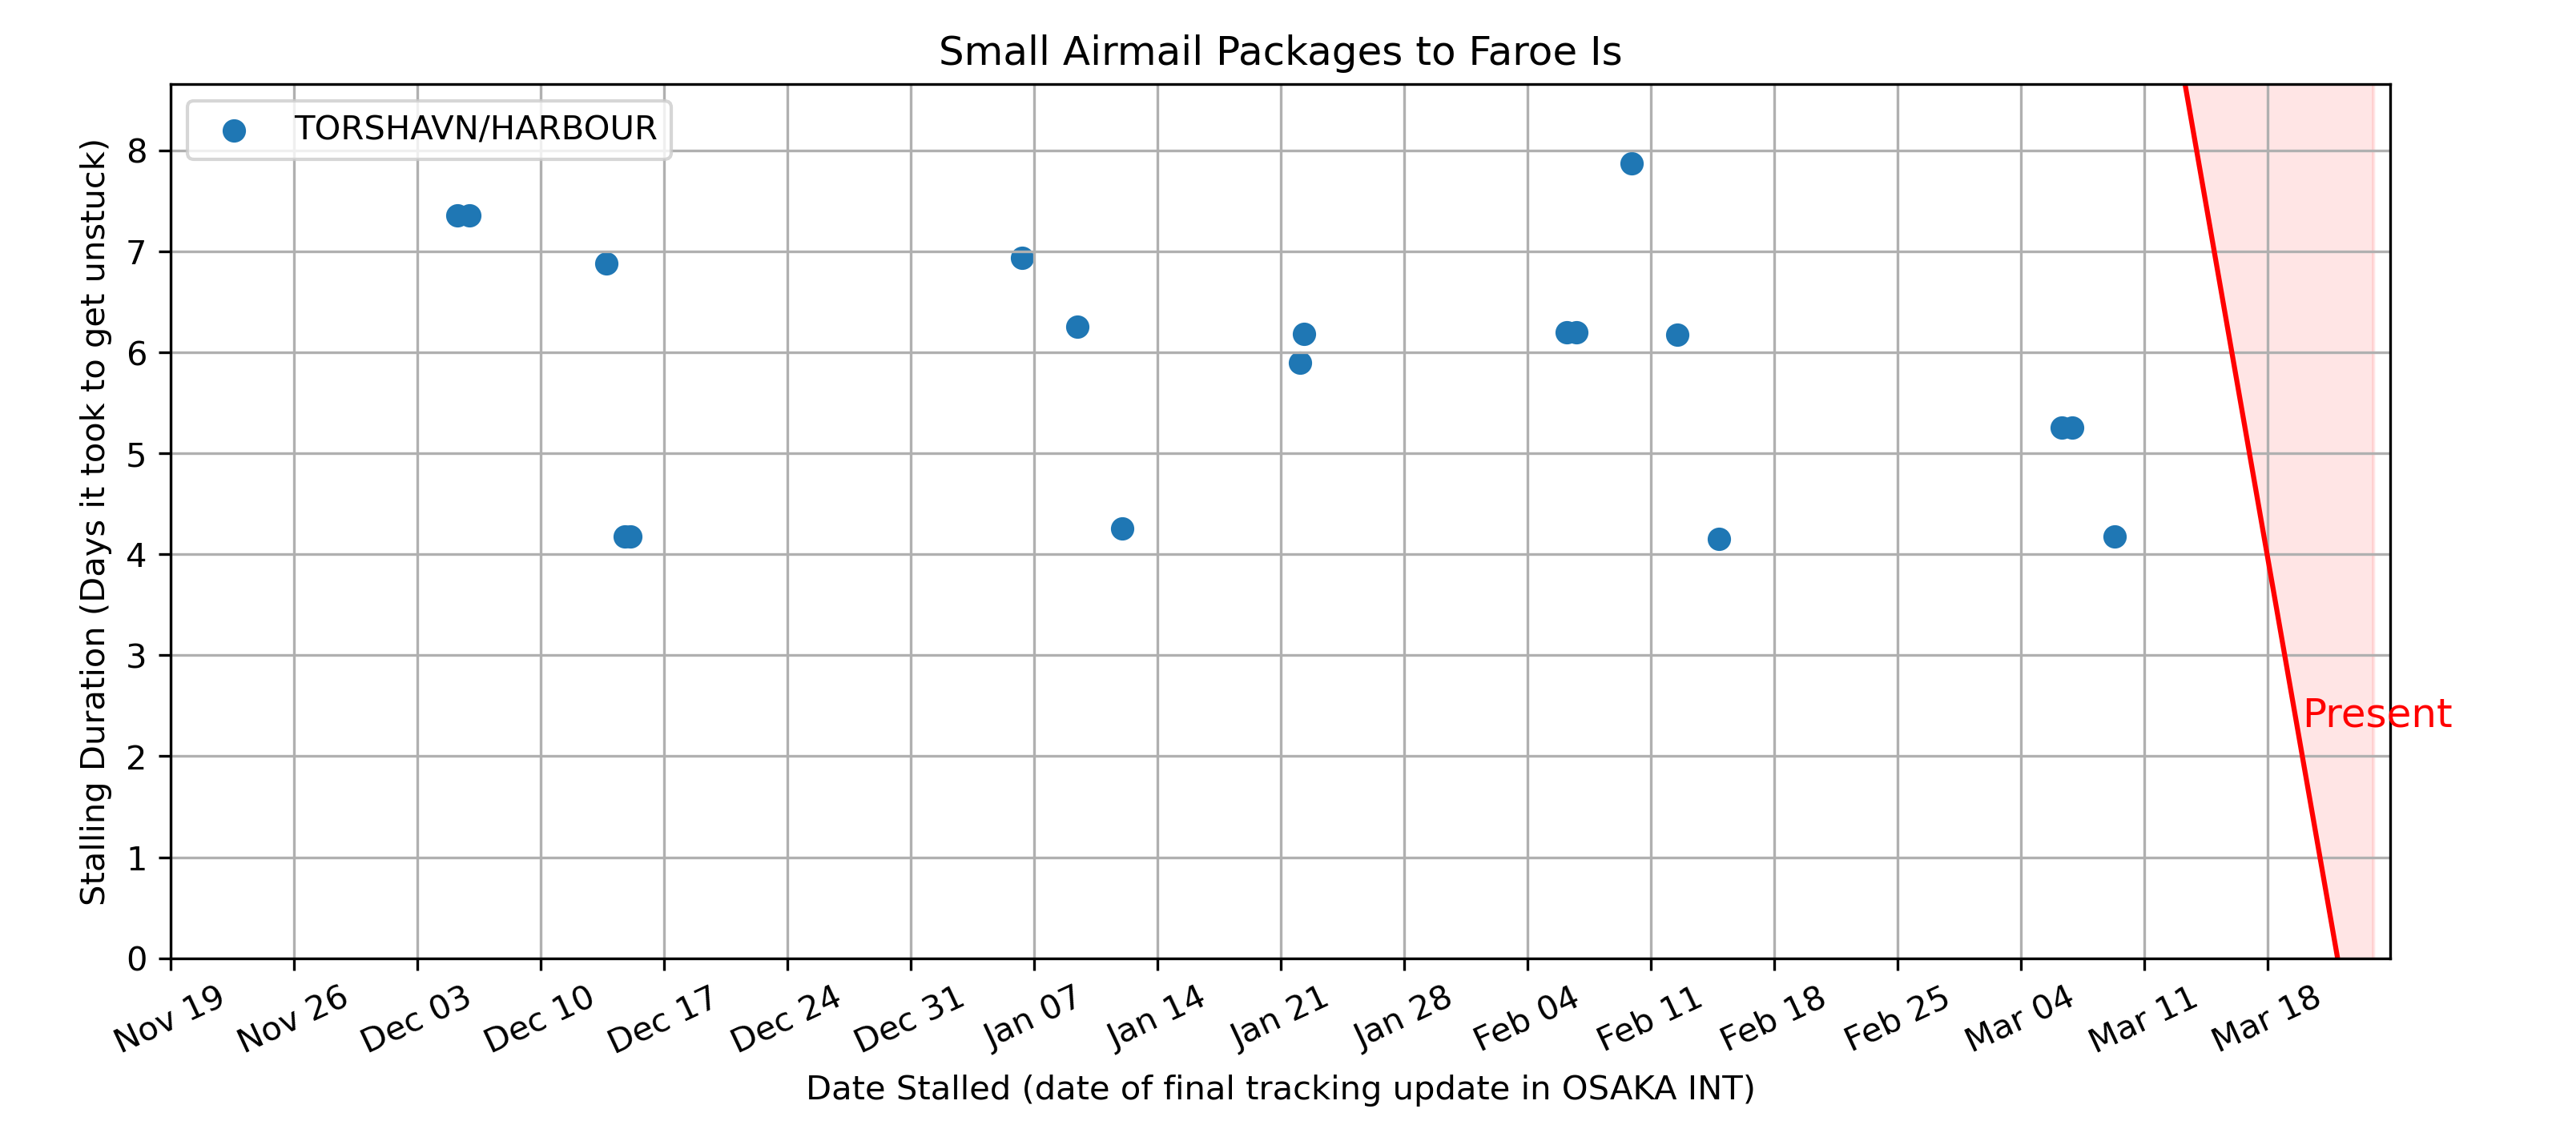 Small Airmail Packages to Faroe Is
TORSHAVN/HARBOUR
Stalling Duration (Days it took to get unstuck)
8
7
6
5
4
3
2
1
0
Present
Nov 19
Nov 26
Dec 03
Dec 10
Dec 17
Dec 24
Dec 31
Jan 07
Jan 14
Jan 21
Jan 28
Feb 04
Feb 11
Feb 18
Feb 25
Mar 04
Mar 11
Mar 18
Date Stalled (date of final tracking update in OSAKA INT)